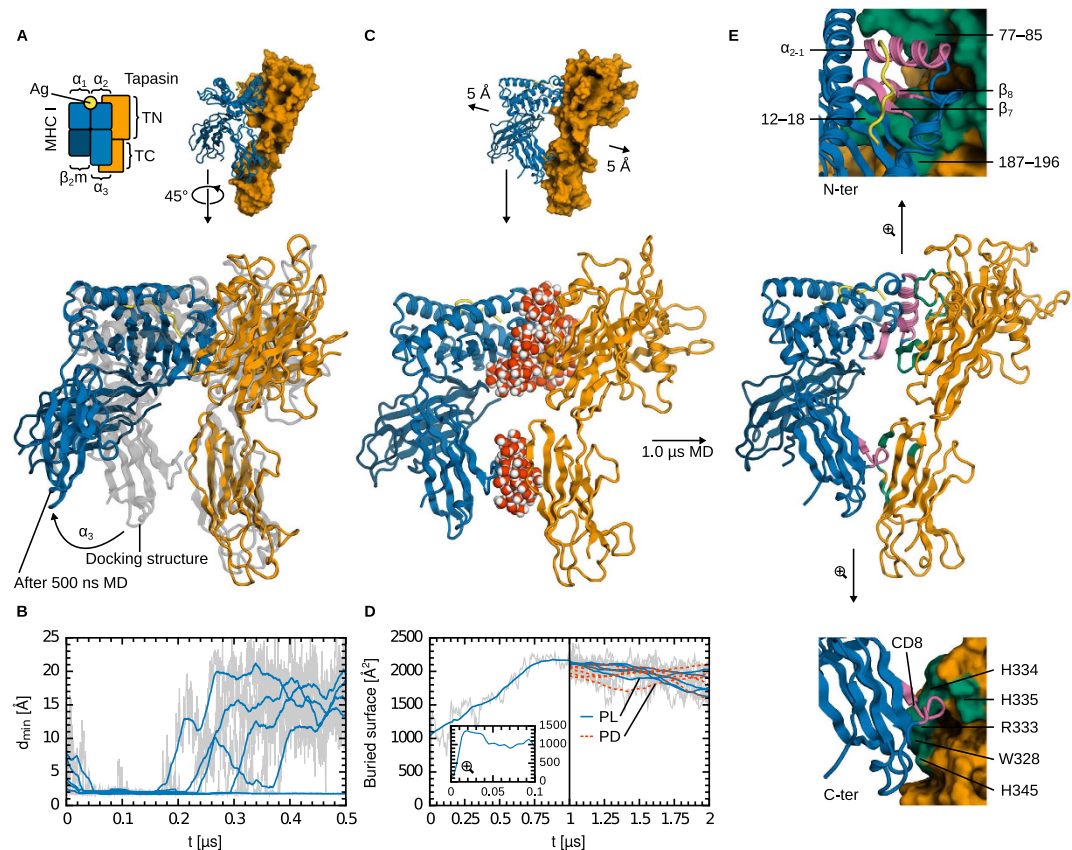 A
α1 α2 Tapasin
Ag
MHC I
TN
TC
β2m
α3
45°
α3
Docking structure
After 500 ns MD
B
dmin [Å]
25
20
15
10
5
0
0 0.1 0.2 0.3 0.4 0.5
t [µs]
C
5 Å
5 Å
1.0 µs MD
D
Buried surface [Å²]
2500
2000
1500
1000
500
0
PL
PD
1500
1000
500
0
0 0.05 0.1
0 0.25 0.5 0.75 1 1.25 1.5 1.75 2
t [µs]
E
α2-1
77–85
β8
β7
12–18
187–196
N-ter
CD8
H334
H335
R333
W328
H345
C-ter